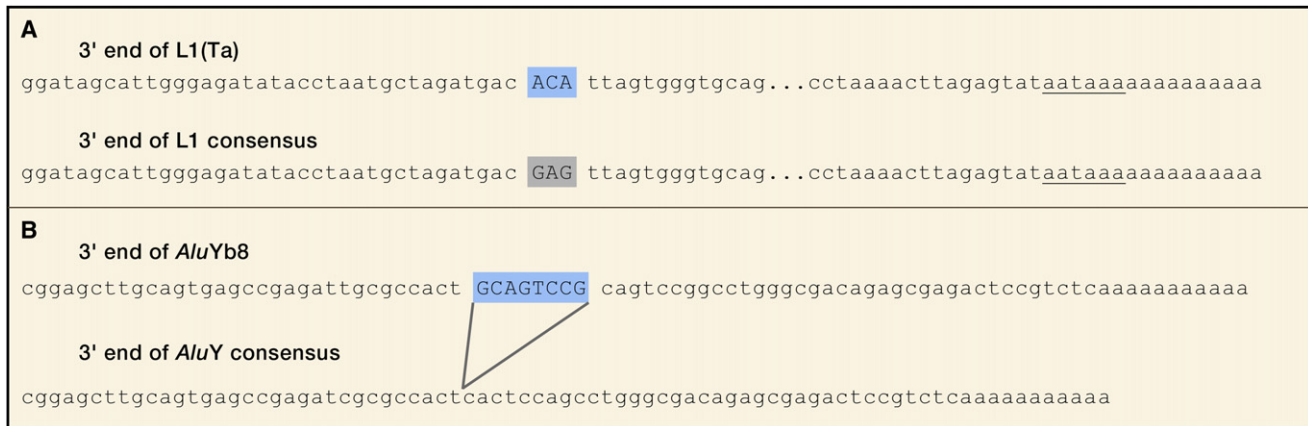 A
3' end of L1(Ta)
ggatagcattgggagatatacctaatgctagatgac ACA ttagtgggtgcag...cctaaaacttagagtataataaaaaaaaaaaaaa
3' end of L1 consensus
ggatagcattgggagatatacctaatgctagatgac GAG ttagtgggtgcag...cctaaaacttagagtataataaaaaaaaaaaaaa
B
3' end of AluYb8
cggagcttgcagtgagccgagattgcgccact GCAGTCCG cagtccggcctgggcgacagagcgagactccgtctcaaaaaaaaaaa
3' end of AluY consensus
cggagcttgcagtgagccgagatcgcgccactcactccagcctgggcgacagagcgagactccgtctcaaaaaaaaaaa